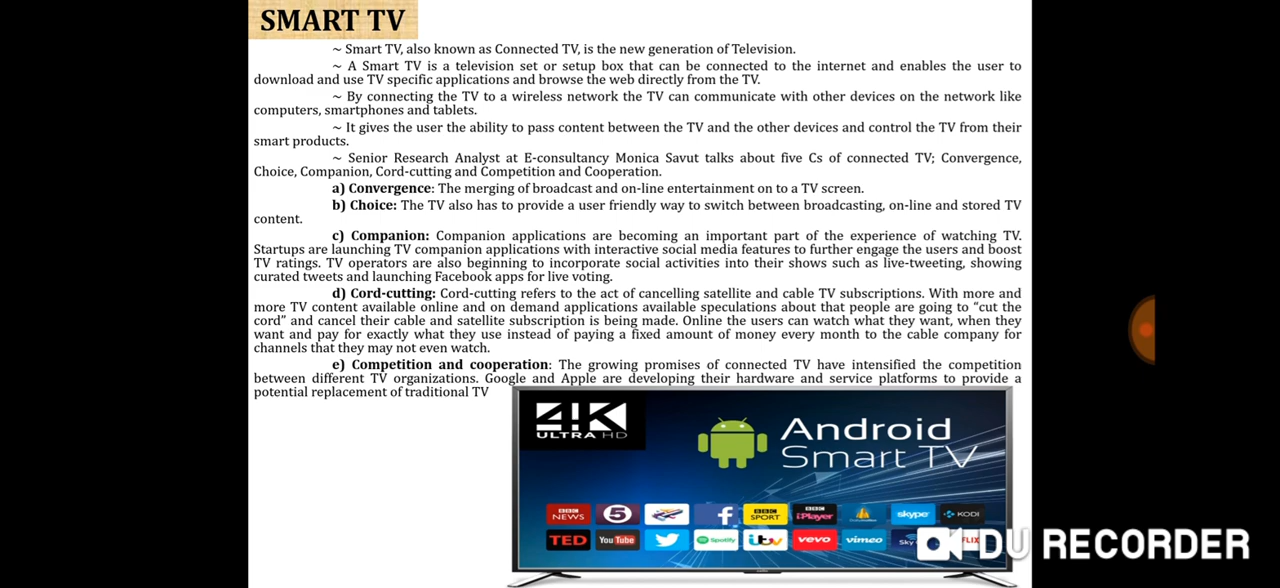 SMART TV
~ Smart TV, also known as Connected TV, is the new generation of Television.
~ A Smart TV is a television set or setup box that can be connected to the internet and enables the user to
download and use TV specific applications and browse the web directly from the TV.
~ By connecting the TV to a wireless network the TV can communicate with other devices on the network like
computers, smartphones and tablets.
~ It gives the user the ability to pass content between the TV and the other devices and control the TV from their
smart products.
~ Senior Research Analyst at E-consultancy Monica Savut talks about five Cs of connected TV; Convergence,
Choice, Companion, Cord-cutting and Competition and Cooperation.
a) Convergence: The merging of broadcast and on-line entertainment on to a TV screen.
b) Choice: The TV also has to provide a user friendly way to switch between broadcasting, on-line and stored TV
content.
c) Companion: Companion applications are becoming an important part of the experience of watching TV.
Startups are launching TV companion applications with interactive social media features to further engage the users and boost
TV ratings. TV operators are also beginning to incorporate social activities into their shows such as live-tweeting, showing
curated tweets and launching Facebook apps for live voting.
d) Cord-cutting: Cord-cutting refers to the act of cancelling satellite and cable TV subscriptions. With more and
more TV content available online and on demand applications available speculations about that people are going to “cut the
cord” and cancel their cable and satellite subscription is being made. Online the users can watch what they want, when they
want and pay for exactly what they use instead of paying a fixed amount of money every month to the cable company for
channels that they may not even watch.
e) Competition and cooperation: The growing promises of connected TV have intensified the competition
between different TV organizations. Google and Apple are developing their hardware and service platforms to provide a
potential replacement of traditional TV
4K
ULTRA HD
Android
Smart TV
BBC NEWS 5 f BBC SPORT BBC iPlayer skype KODI
TED YouTube Spotify itv vevo vimeo Sky
DU RECORDER